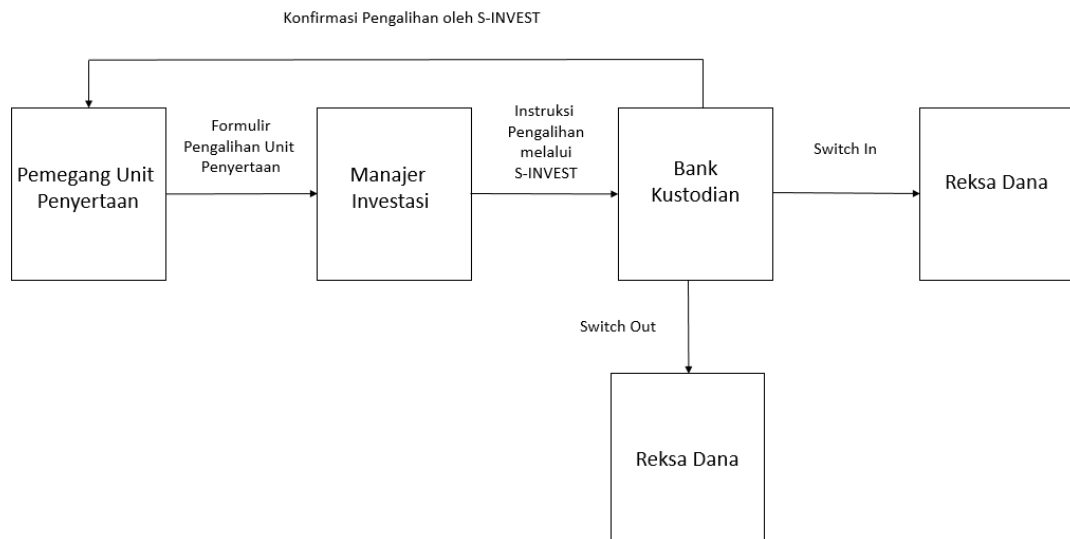 Konfirmasi Pengalihan oleh S-INVEST
Pemegang Unit
Penyertaan
Formulir
Pengalihan Unit
Penyertaan
Manajer
Investasi
Instruksi
Pengalihan
melalui
S-INVEST
Bank
Kustodian
Switch In
Reksa Dana
Switch Out
Reksa Dana